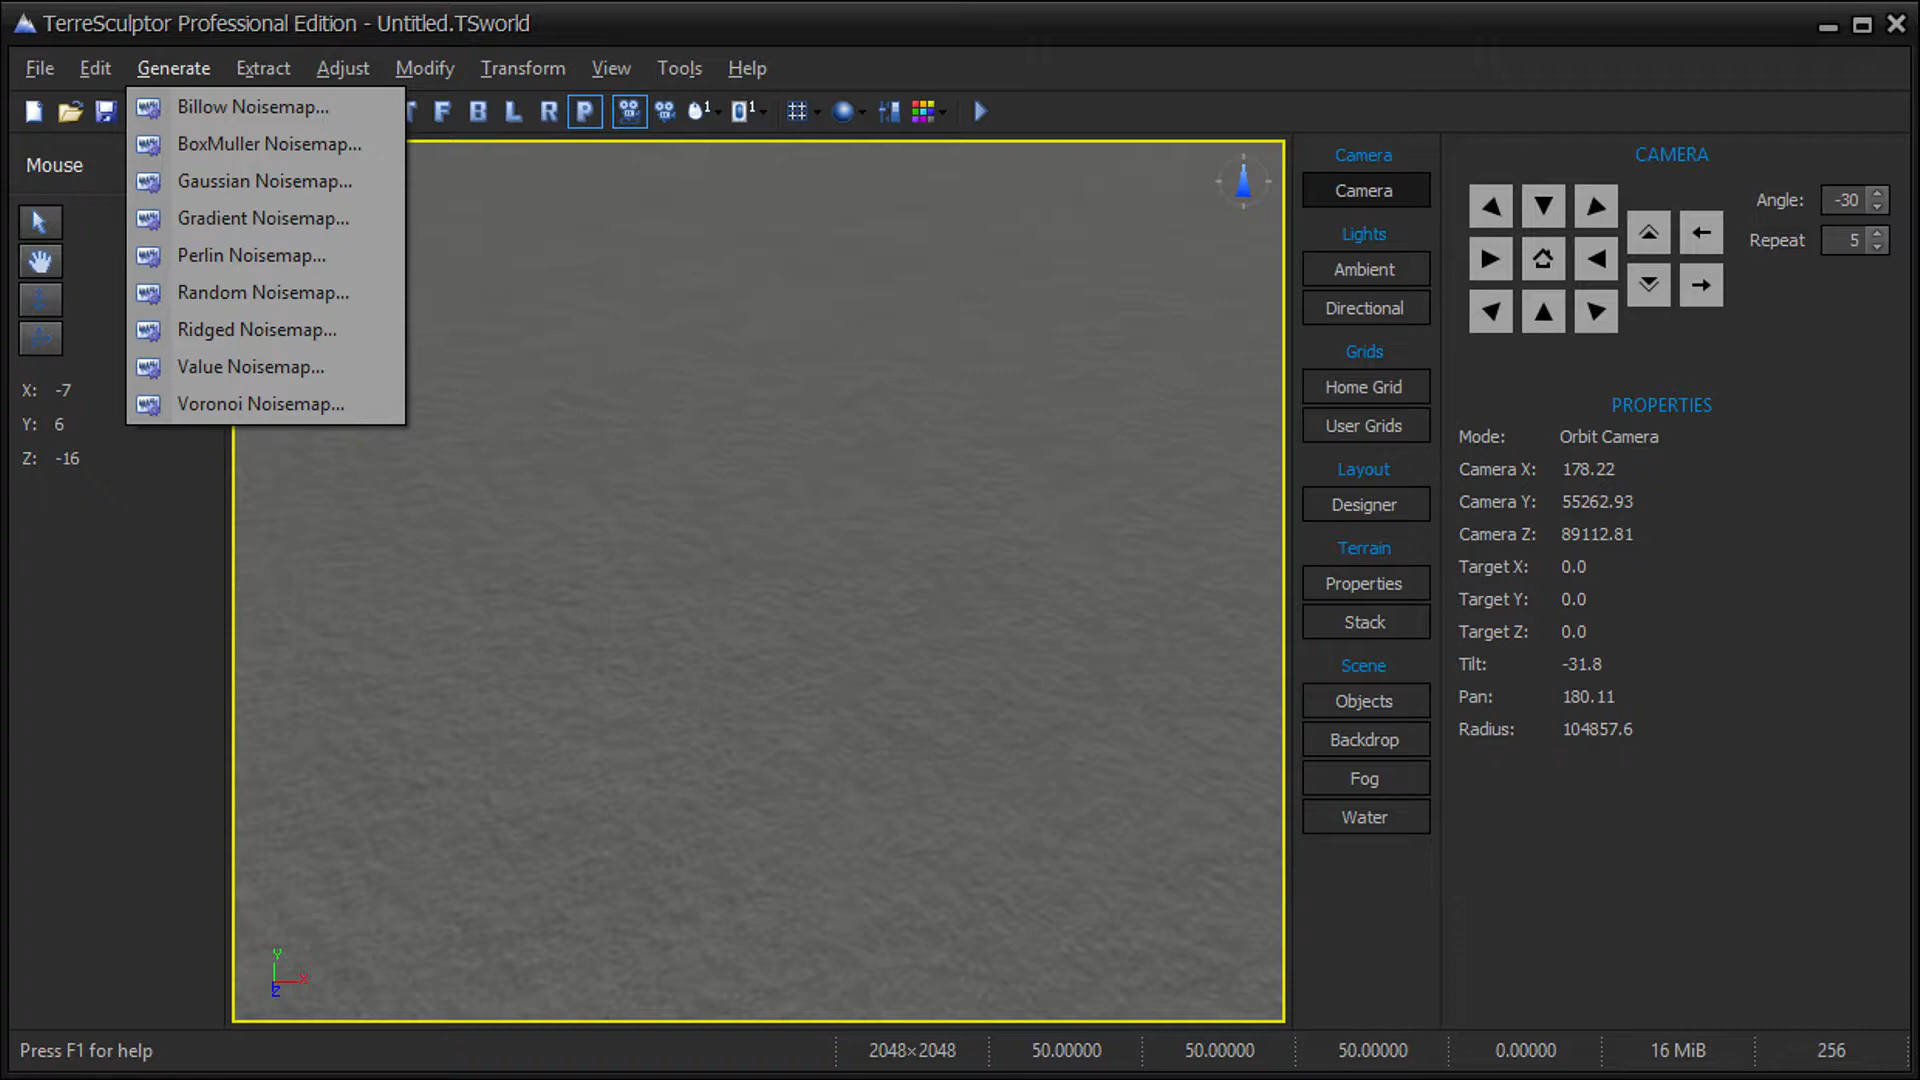 TerreSculptor Professional Edition - Untitled.TSworld
File Edit Generate Extract Adjust Modify Transform View Tools Help
F B L R P 1 1
Billow Noisemap...
BoxMuller Noisemap...
Gaussian Noisemap...
Gradient Noisemap...
Perlin Noisemap...
Random Noisemap...
Ridged Noisemap...
Value Noisemap...
Voronoi Noisemap...
Mouse
X: -7
Y: 6
Z: -16
Y
X
Z
Camera
Camera
Lights
Ambient
Directional
Grids
Home Grid
User Grids
Layout
Designer
Terrain
Properties
Stack
Scene
Objects
Backdrop
Fog
Water
CAMERA
Angle: -30
Repeat 5
PROPERTIES
Mode: Orbit Camera
Camera X: 178.22
Camera Y: 55262.93
Camera Z: 89112.81
Target X: 0.0
Target Y: 0.0
Target Z: 0.0
Tilt: -31.8
Pan: 180.11
Radius: 104857.6
Press F1 for help 2048×2048 50.00000 50.00000 50.00000 0.00000 16 MiB 256